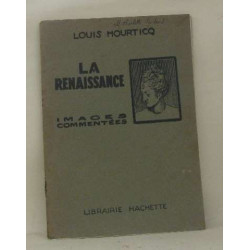 LOUIS HOURTICQ
LA
RENAISSANCE
IMAGES
COMMENTÉES
LIBRAIRIE HACHETTE